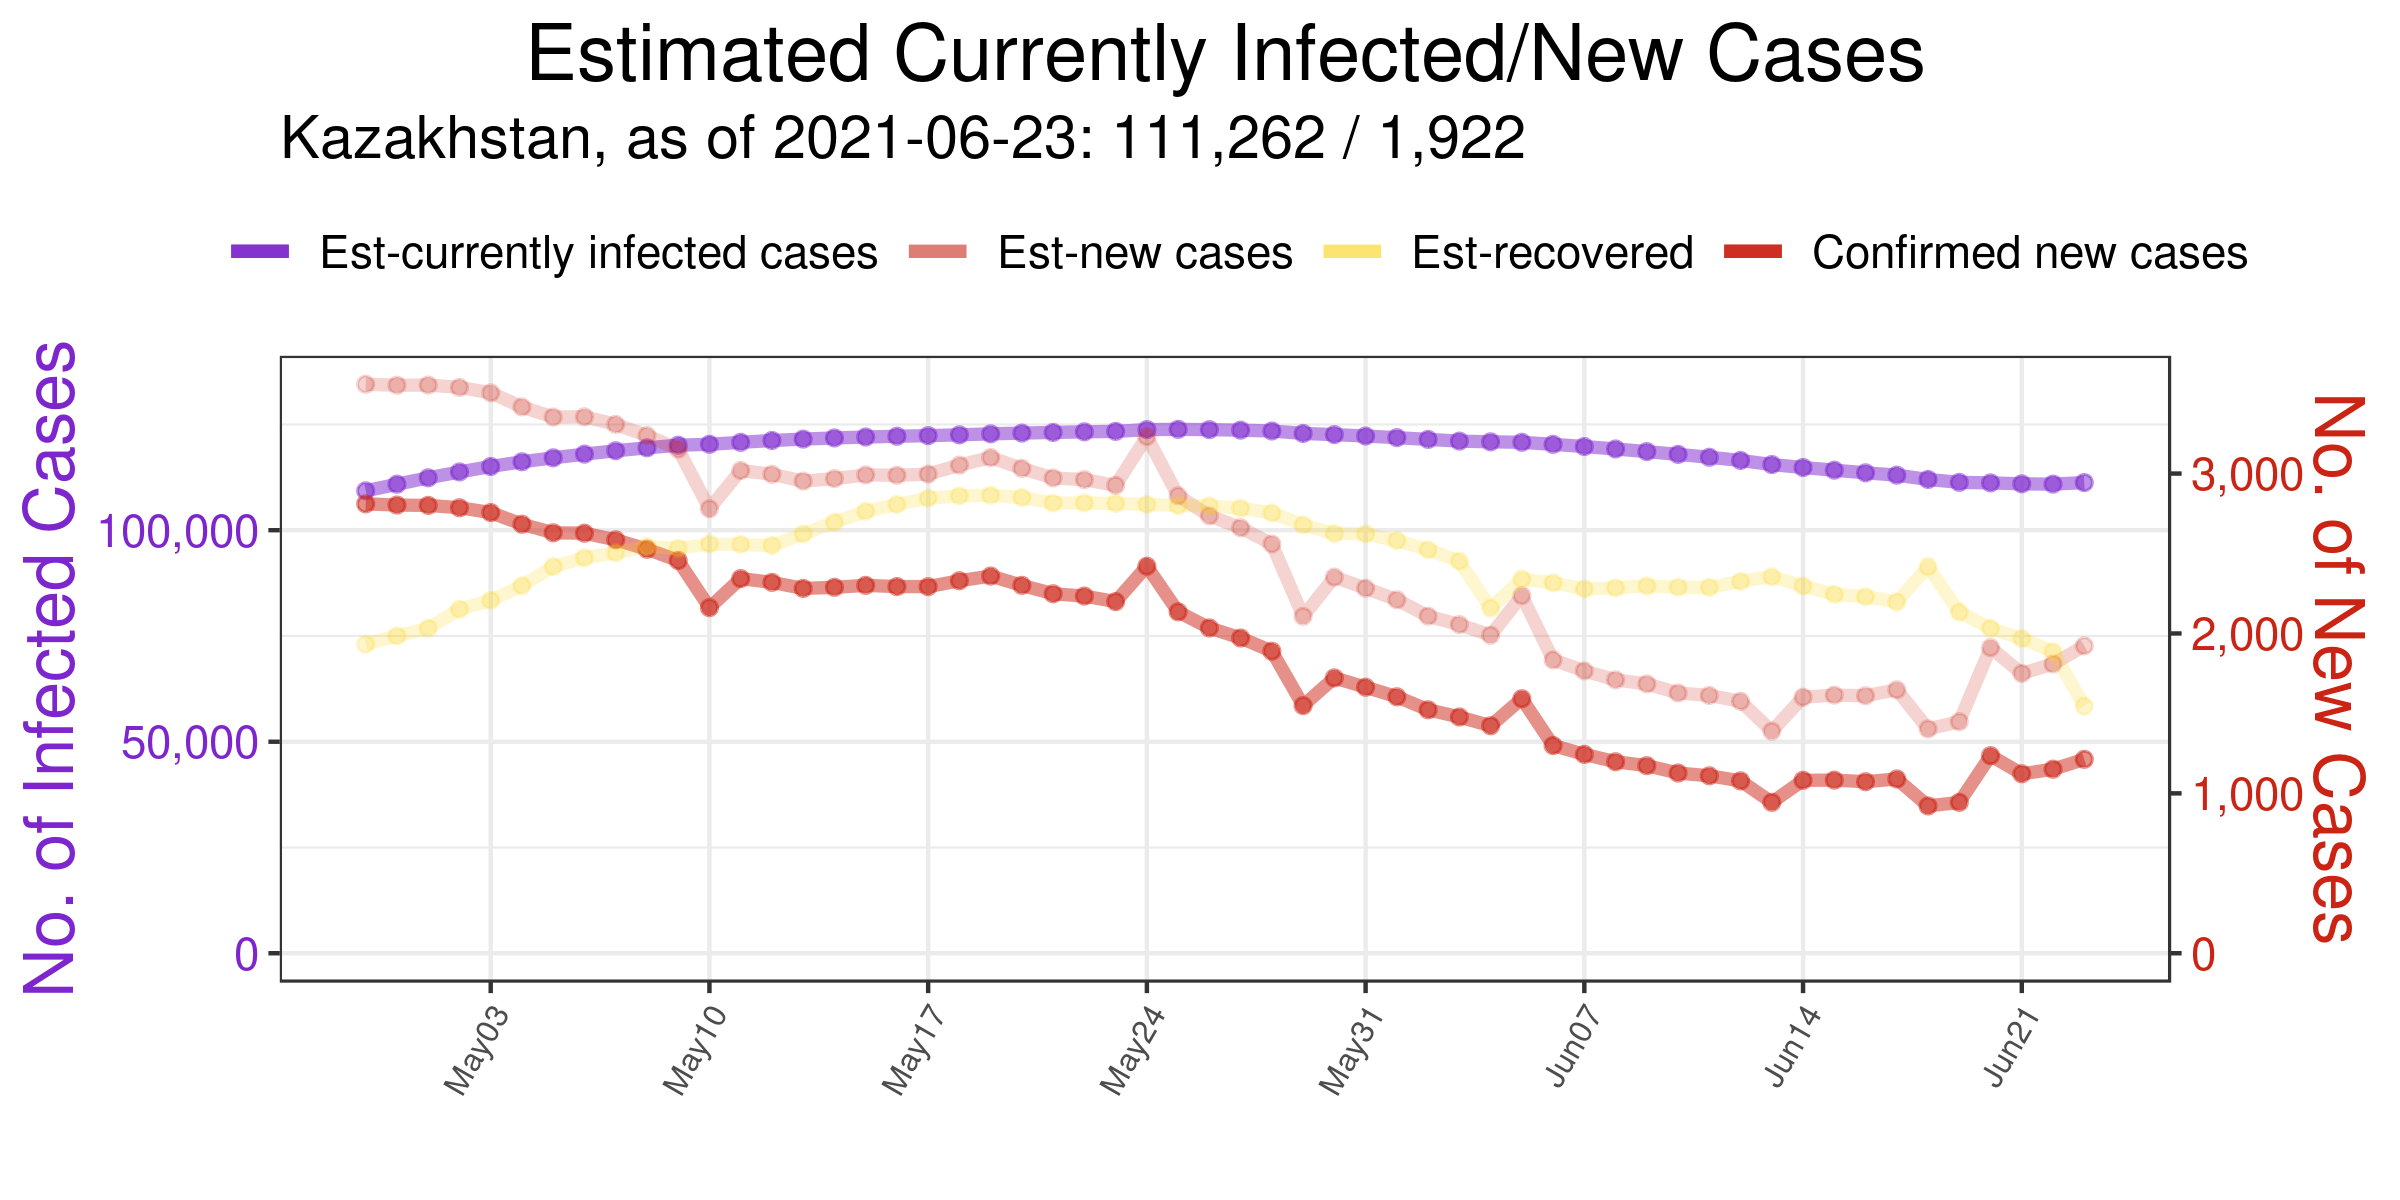 Estimated Currently Infected/New Cases
Kazakhstan, as of 2021-06-23: 111,262 / 1,922
Est-currently infected cases Est-new cases Est-recovered Confirmed new cases
No. of Infected Cases
100,000
50,000
0
3,000
2,000
1,000
0
No. of New Cases
May03 May10 May17 May24 May31 Jun07 Jun14 Jun21